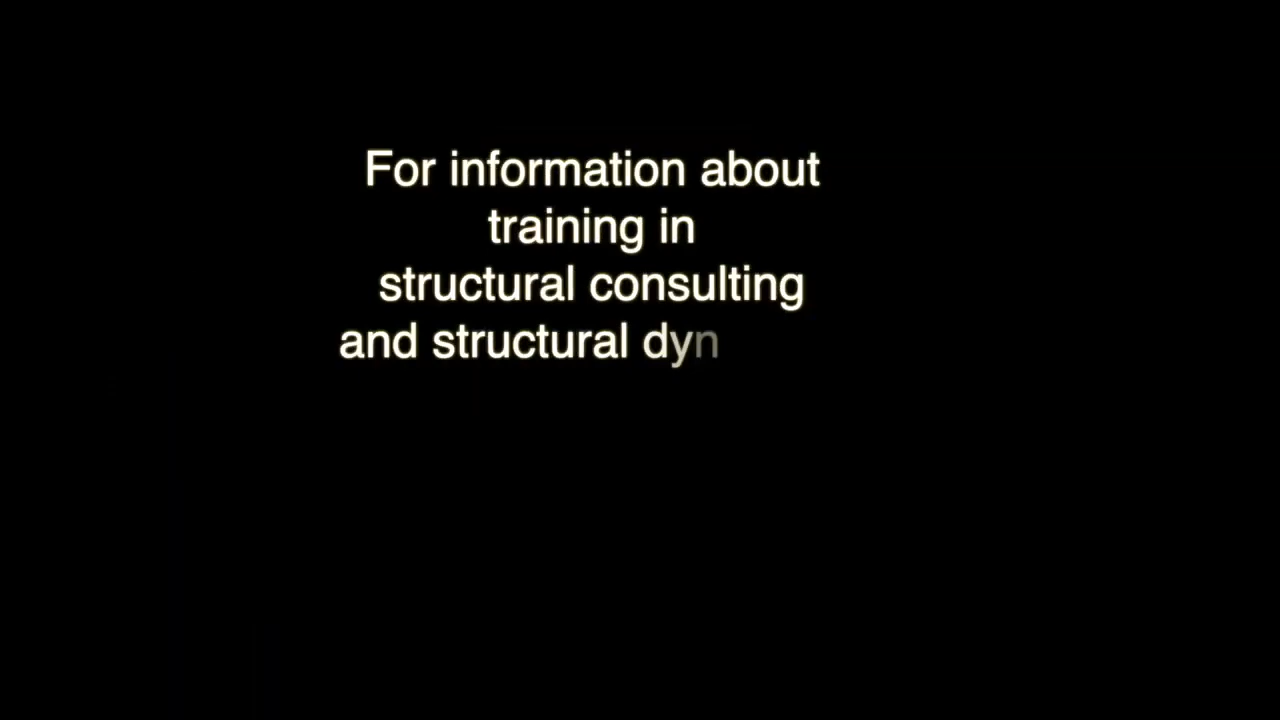 For information about
training in
structural consulting
and structural dyn